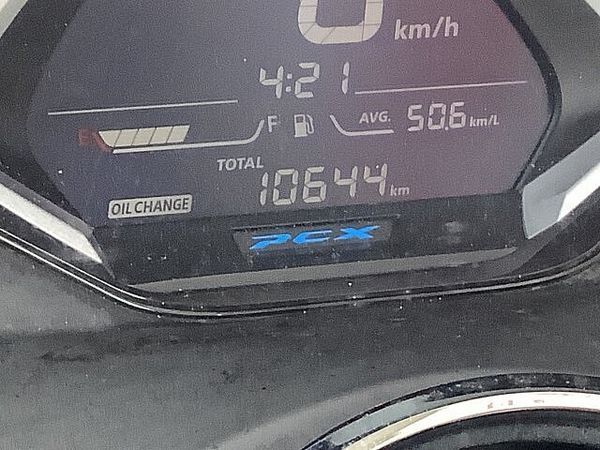 0 km/h
4:21
E F AVG. 50.6 km/L
TOTAL 10644 km
OIL CHANGE
PCX